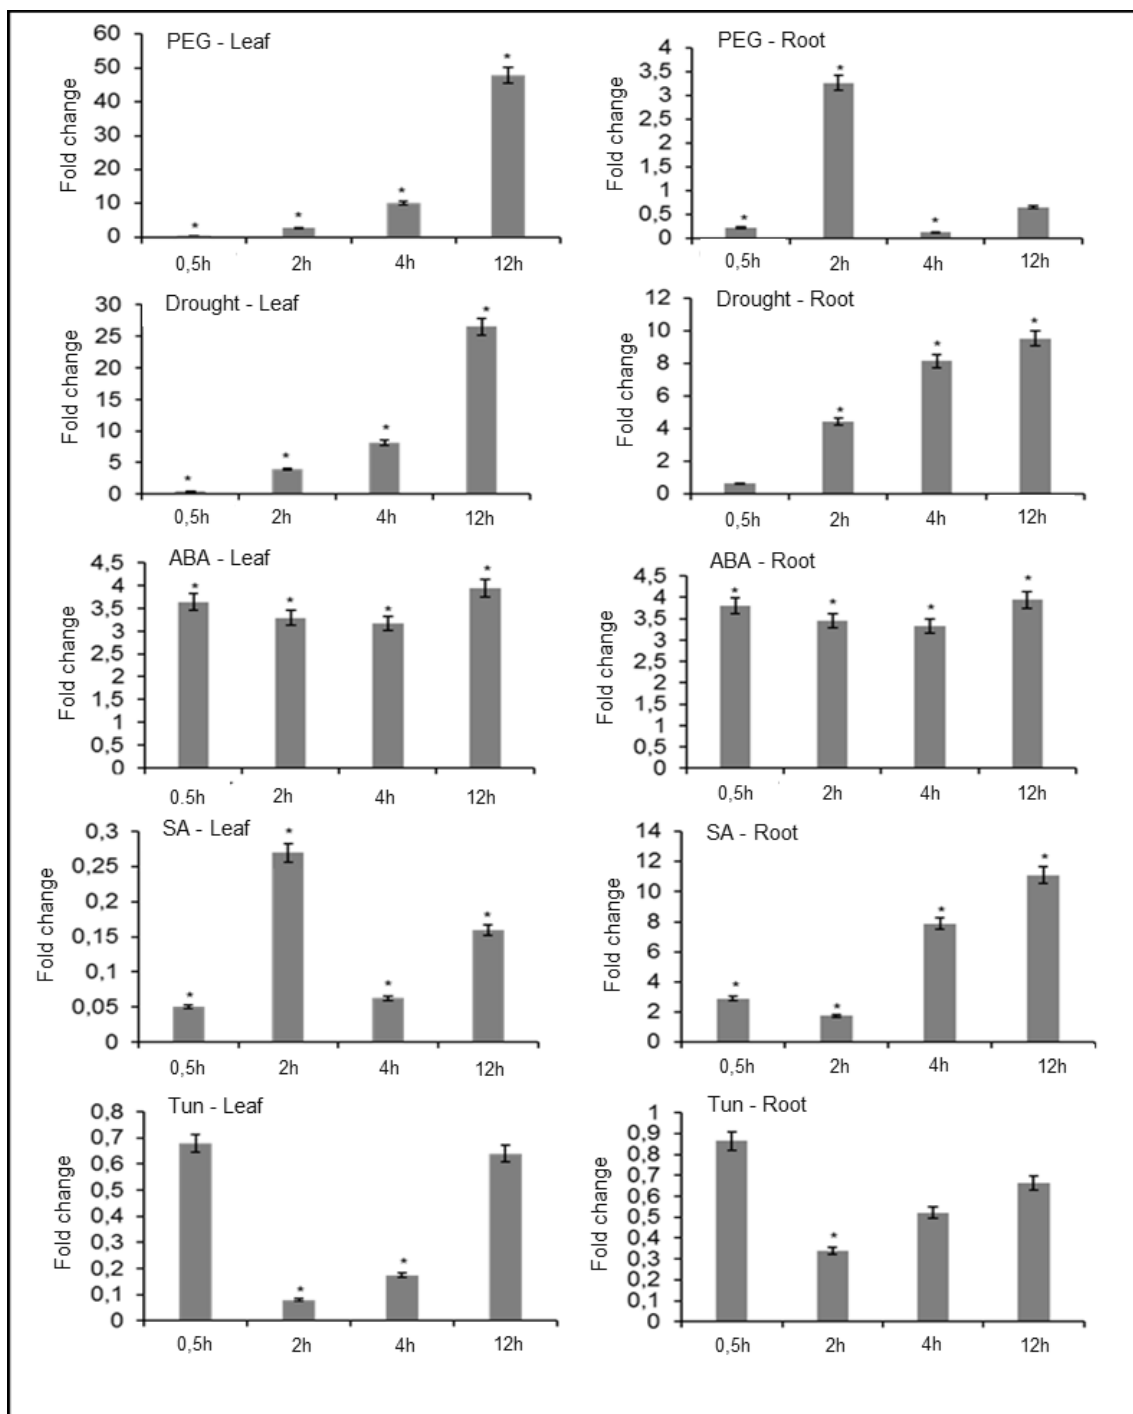 PEG - Leaf
Fold change
60
50
40
30
20
10
0
* * * *
0,5h 2h 4h 12h
PEG - Root
Fold change
4
3,5
3
2,5
2
1,5
1
0,5
0
* * *
0,5h 2h 4h 12h
Drought - Leaf
Fold change
30
25
20
15
10
5
0
* * * *
0,5h 2h 4h 12h
Drought - Root
Fold change
12
10
8
6
4
2
0
* * *
0,5h 2h 4h 12h
ABA - Leaf
Fold change
4,5
4
3,5
3
2,5
2
1,5
1
0,5
0
* * * *
0.5h 2h 4h 12h
ABA - Root
Fold change
4,5
4
3,5
3
2,5
2
1,5
1
0,5
0
* * * *
0,5h 2h 4h 12h
SA - Leaf
Fold change
0,3
0,25
0,2
0,15
0,1
0,05
0
* * * *
0,5h 2h 4h 12h
SA - Root
Fold change
14
12
10
8
6
4
2
0
* * * *
0,5h 2h 4h 12h
Tun - Leaf
Fold change
0,8
0,7
0,6
0,5
0,4
0,3
0,2
0,1
0
* *
0,5h 2h 4h 12h
Tun - Root
Fold change
1
0,9
0,8
0,7
0,6
0,5
0,4
0,3
0,2
0,1
0
*
0,5h 2h 4h 12h